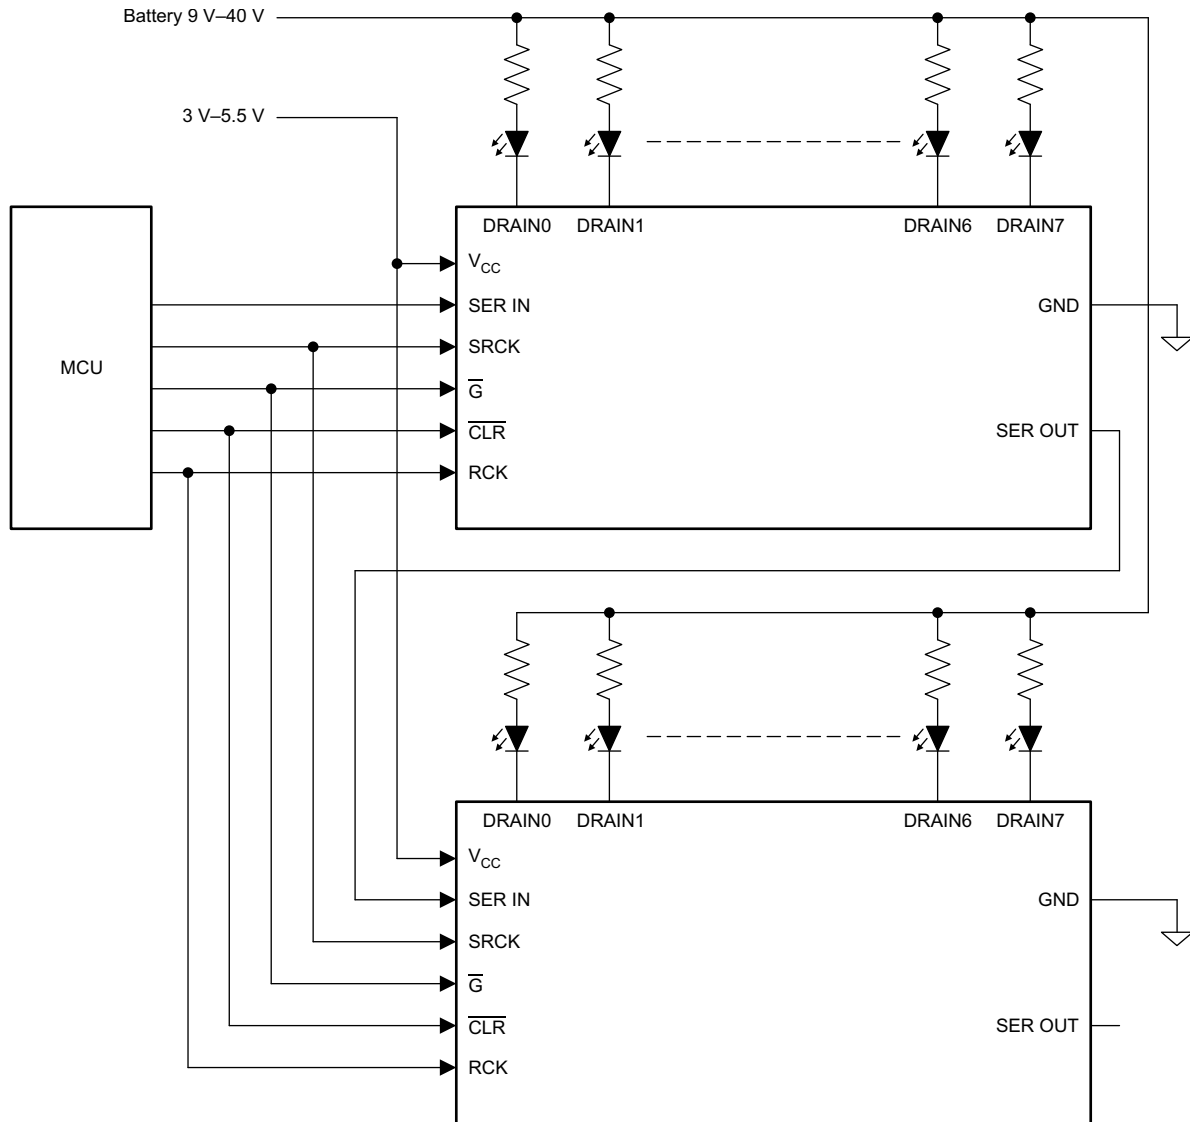 Battery 9 V–40 V
3 V–5.5 V
DRAIN0 DRAIN1 DRAIN6 DRAIN7
MCU
VCC
SER IN
SRCK
G
CLR
RCK
GND
SER OUT
DRAIN0 DRAIN1 DRAIN6 DRAIN7
VCC
SER IN
SRCK
G
CLR
RCK
GND
SER OUT